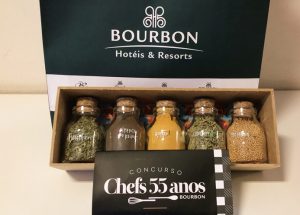 BOURBON
Hotéis & Resorts
CONCURSO
Chefs 55 anos
BOURBON